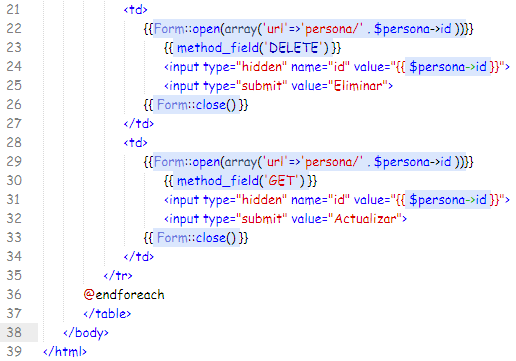 21 <td>
22 {{Form::open(array('url'=>'persona/' . $persona->id ))}}
23 {{ method_field('DELETE') }}
24 <input type="hidden" name="id" value="{{ $persona->id }}">
25 <input type="submit" value="Eliminar">
26 {{ Form::close() }}
27 </td>
28 <td>
29 {{Form::open(array('url'=>'persona/' . $persona->id ))}}
30 {{ method_field('GET') }}
31 <input type="hidden" name="id" value="{{ $persona->id }}">
32 <input type="submit" value="Actualizar">
33 {{ Form::close() }}
34 </td>
35 </tr>
36 @endforeach
37 </table>
38 </body>
39 </html>